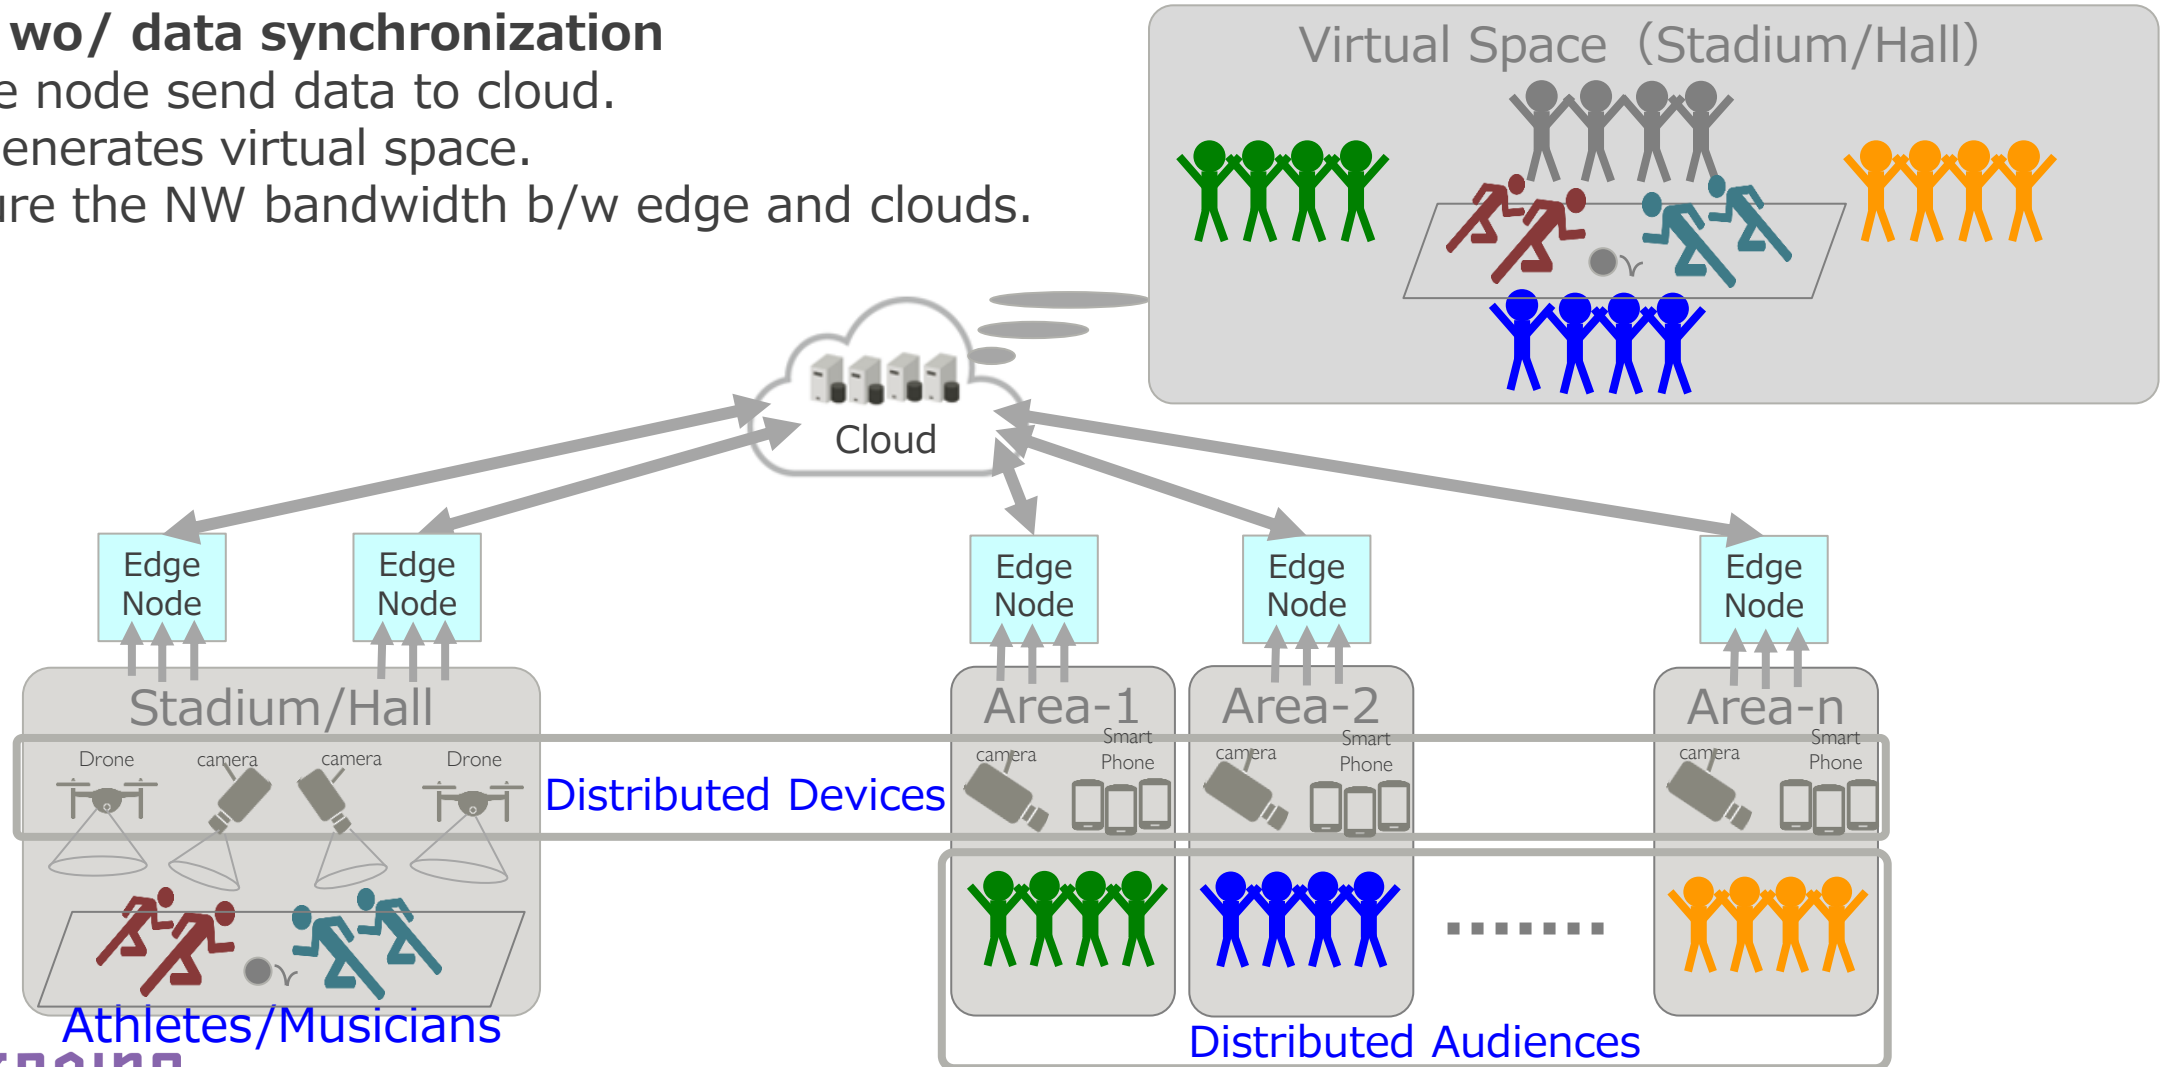 wo/ data synchronization
e node send data to cloud.
enerates virtual space.
ure the NW bandwidth b/w edge and clouds.
Virtual Space（Stadium/Hall）
Cloud
Edge
Node
Edge
Node
Edge
Node
Edge
Node
Edge
Node
Stadium/Hall
Area-1
Area-2
Area-n
Drone
camera
camera
Drone
camera
Smart
Phone
camera
Smart
Phone
camera
Smart
Phone
Distributed Devices
Athletes/Musicians
Distributed Audiences